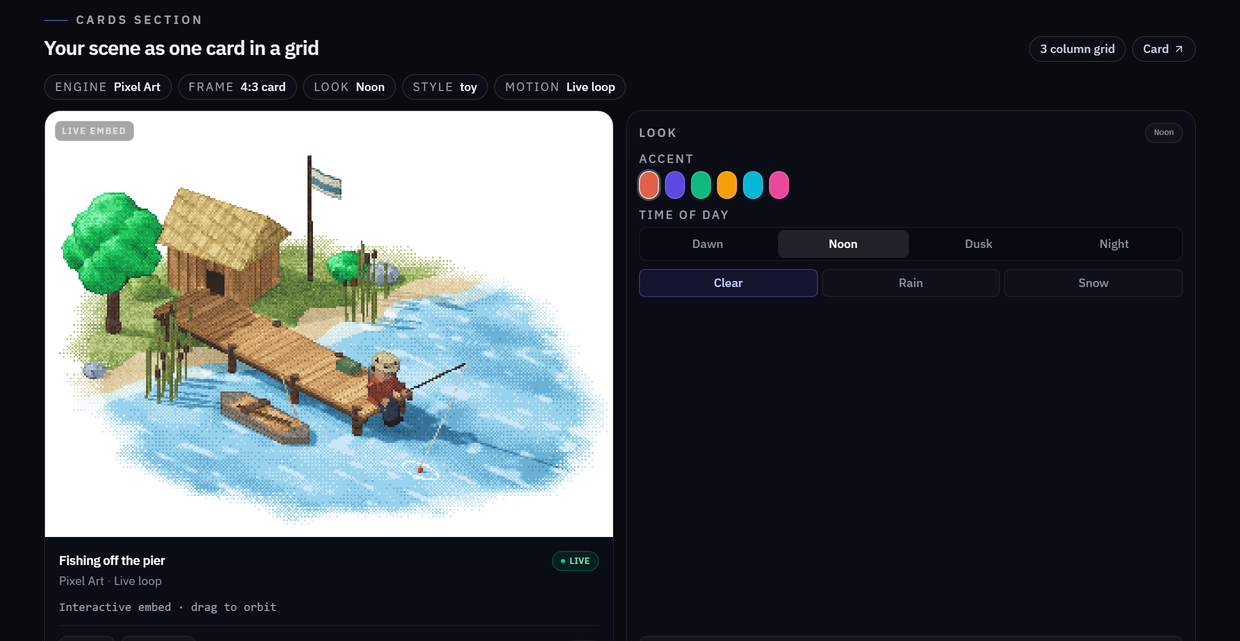 CARDS SECTION
Your scene as one card in a grid
3 column grid
Card ↗
ENGINE Pixel Art
FRAME 4:3 card
LOOK Noon
STYLE toy
MOTION Live loop
LIVE EMBED
LOOK
Noon
ACCENT
TIME OF DAY
Dawn
Noon
Dusk
Night
Clear
Rain
Snow
Fishing off the pier
LIVE
Pixel Art · Live loop
Interactive embed · drag to orbit